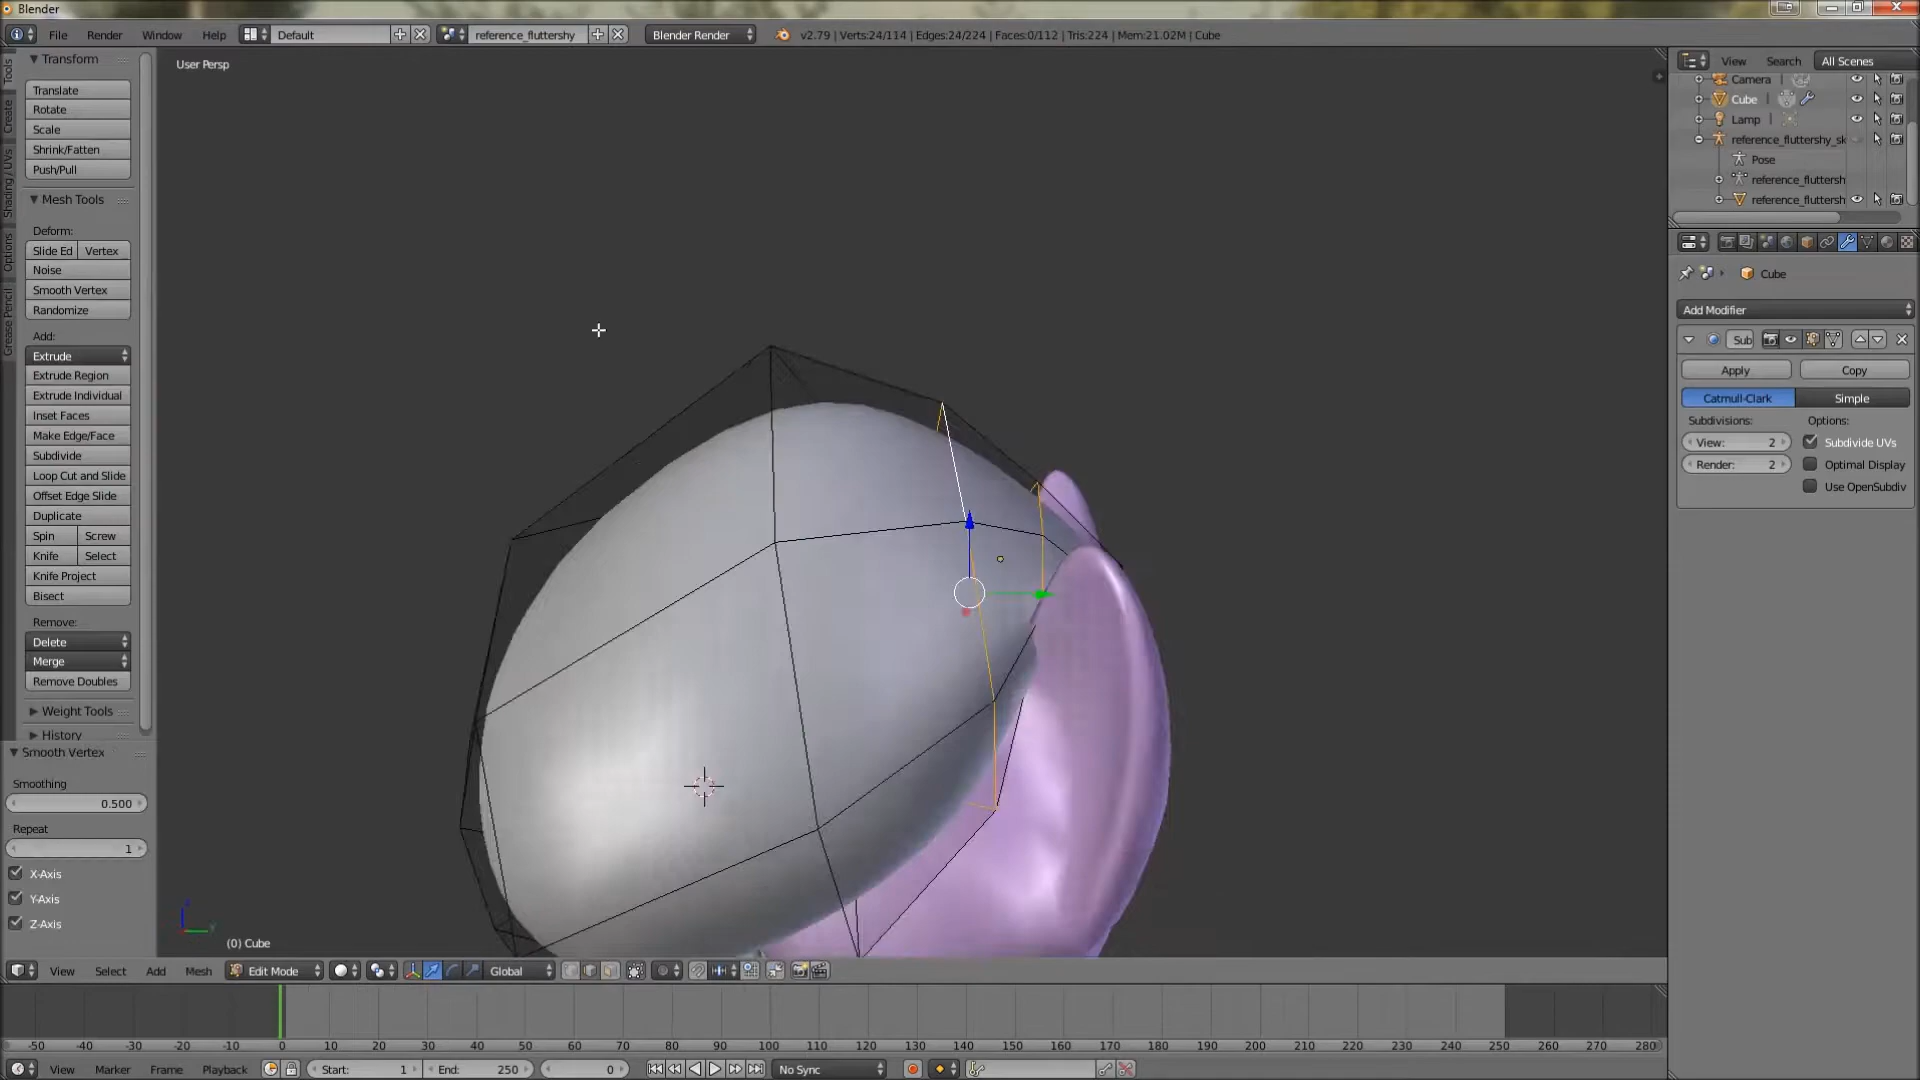 Blender
File Render Window Help Default reference_fluttershy Blender Render v2.79 | Verts:24/114 | Edges:24/224 | Faces:0/112 | Tris:224 | Mem:21.02M | Cube
User Persp
Tools
Create
Shading / UVs
Options
Grease Pencil
Transform
Translate
Rotate
Scale
Shrink/Fatten
Push/Pull
Mesh Tools
Deform:
Slide Ed Vertex
Noise
Smooth Vertex
Randomize
Add:
Extrude
Extrude Region
Extrude Individual
Inset Faces
Make Edge/Face
Subdivide
Loop Cut and Slide
Offset Edge Slide
Duplicate
Spin Screw
Knife Select
Knife Project
Bisect
Remove:
Delete
Merge
Remove Doubles
Weight Tools
History
Smooth Vertex
Smoothing
0.500
Repeat
1
X-Axis
Y-Axis
Z-Axis
(0) Cube
View Select Add Mesh Edit Mode Global
-50 -40 -30 -20 -10 0 10 20 30 40 50 60 70 80 90 100 110 120 130 140 150 160 170 180 190 200 210 220 230 240 250 260 270 280
View Marker Frame Playback Start: 1 End: 250 0 No Sync
View Search All Scenes
Camera
Cube
Lamp
reference_fluttershy_sk
Pose
reference_fluttersh
reference_fluttersh
Cube
Add Modifier
Sub
Apply Copy
Catmull-Clark Simple
Subdivisions: Options:
View: 2 Subdivide UVs
Render: 2 Optimal Display
Use OpenSubdiv